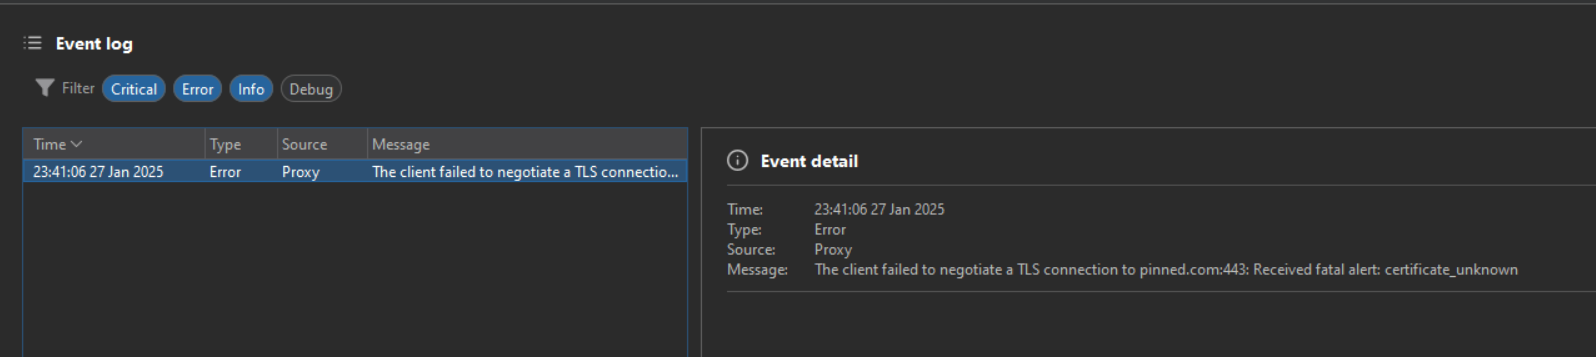 Event log
Filter Critical Error Info Debug
Time Type Source Message
23:41:06 27 Jan 2025 Error Proxy The client failed to negotiate a TLS connectio...
Event detail
Time: 23:41:06 27 Jan 2025
Type: Error
Source: Proxy
Message: The client failed to negotiate a TLS connection to pinned.com:443: Received fatal alert: certificate_unknown